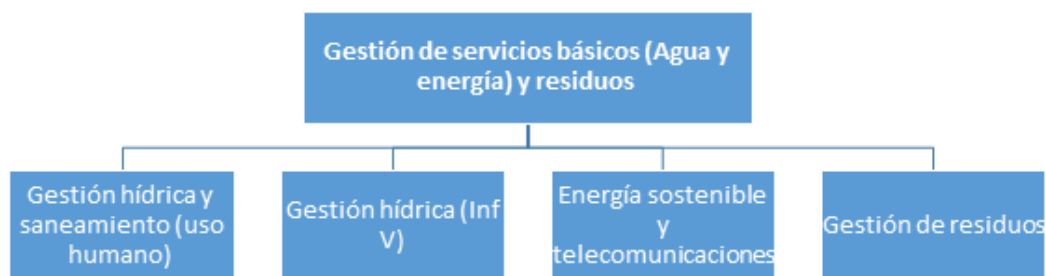 Gestión de servicios básicos (Agua y
energía) y residuos
Gestión hídrica y
saneamiento (uso
humano)
Gestión hídrica (Inf
V)
Energía sostenible
y
telecomunicaciones
Gestión de residuos